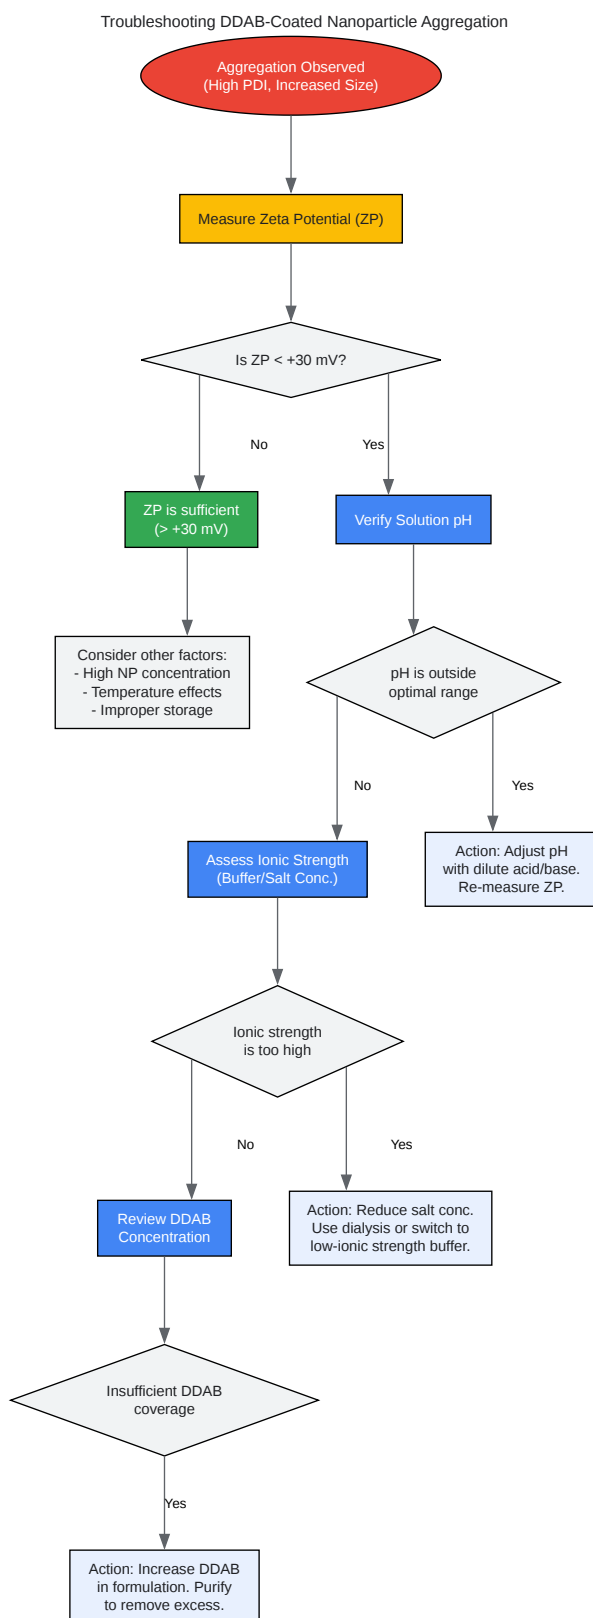 Troubleshooting DDAB-Coated Nanoparticle Aggregation
Aggregation Observed
(High PDI, Increased Size)
Measure Zeta Potential (ZP)
Is ZP < +30 mV?
No
Yes
ZP is sufficient
(> +30 mV)
Verify Solution pH
Consider other factors:
- High NP concentration
- Temperature effects
- Improper storage
pH is outside
optimal range
No
Yes
Assess Ionic Strength
(Buffer/Salt Conc.)
Action: Adjust pH
with dilute acid/base.
Re-measure ZP.
Ionic strength
is too high
No
Yes
Review DDAB
Concentration
Action: Reduce salt conc.
Use dialysis or switch to
low-ionic strength buffer.
Insufficient DDAB
coverage
Yes
Action: Increase DDAB
in formulation. Purify
to remove excess.